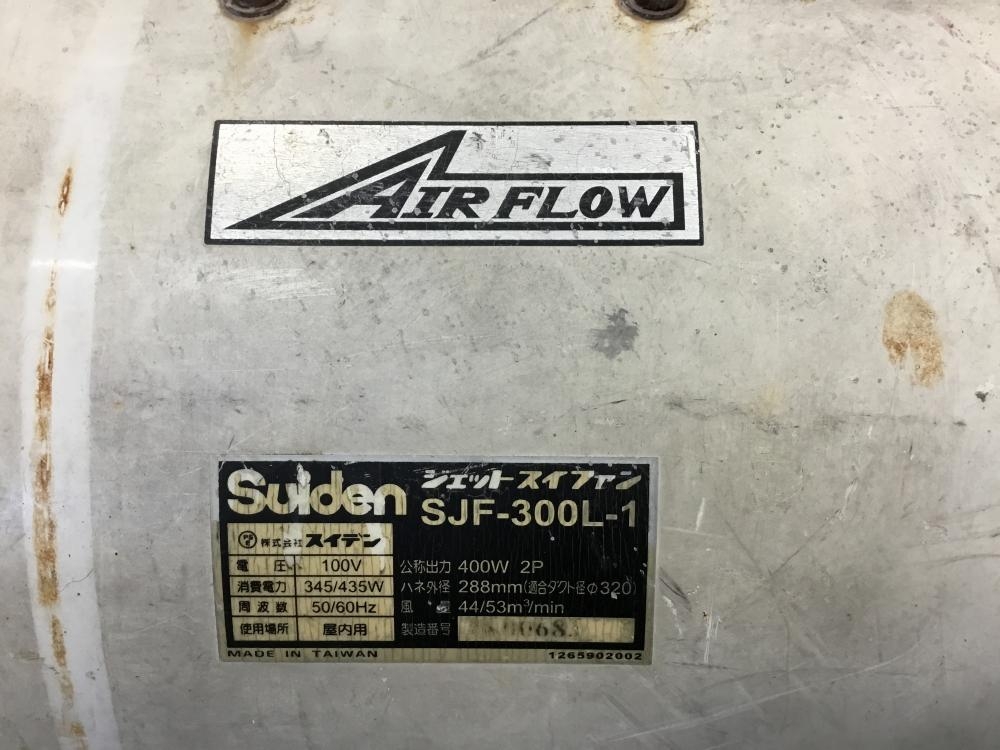 AIR FLOW
Suiden ジェットスイファン
SJF-300L-1
PS E 株式会社 スイデン
電圧 100V 公称出力 400W 2P
消費電力 345/435W ハネ外径 288mm(適合ダクト径Φ320)
周波数 50/60Hz 風量 44/53m³/min
使用場所 屋内用 製造番号
MADE IN TAIWAN 1265902002